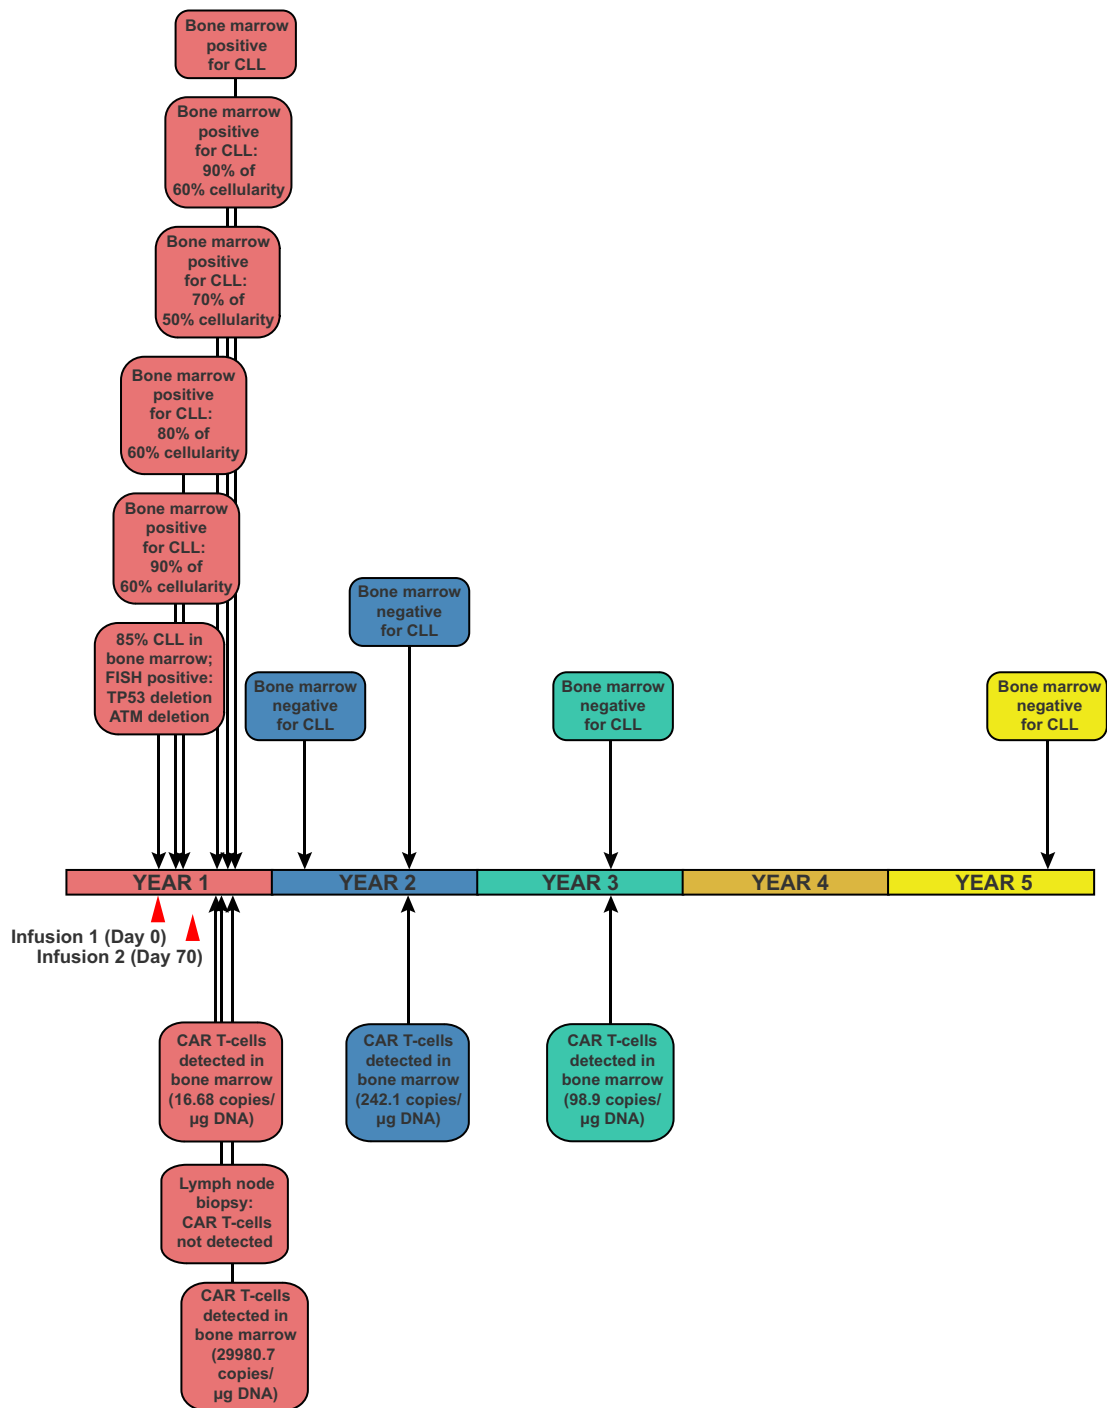 Bone marrow
positive
for CLL
Bone marrow
positive
for CLL:
90% of
60% cellularity
Bone marrow
positive
for CLL:
70% of
50% cellularity
Bone marrow
positive
for CLL:
80% of
60% cellularity
Bone marrow
positive
for CLL:
90% of
60% cellularity
85% CLL in
bone marrow;
FISH positive:
TP53 deletion
ATM deletion
Bone marrow
negative
for CLL
Bone marrow
negative
for CLL
Bone marrow
negative
for CLL
Bone marrow
negative
for CLL
YEAR 1
YEAR 2
YEAR 3
YEAR 4
YEAR 5
Infusion 1 (Day 0)
Infusion 2 (Day 70)
CAR T-cells
detected in
bone marrow
(16.68 copies/
µg DNA)
CAR T-cells
detected in
bone marrow
(242.1 copies/
µg DNA)
CAR T-cells
detected in
bone marrow
(98.9 copies/
µg DNA)
Lymph node
biopsy:
CAR T-cells
not detected
CAR T-cells
detected in
bone marrow
(29980.7
copies/
µg DNA)